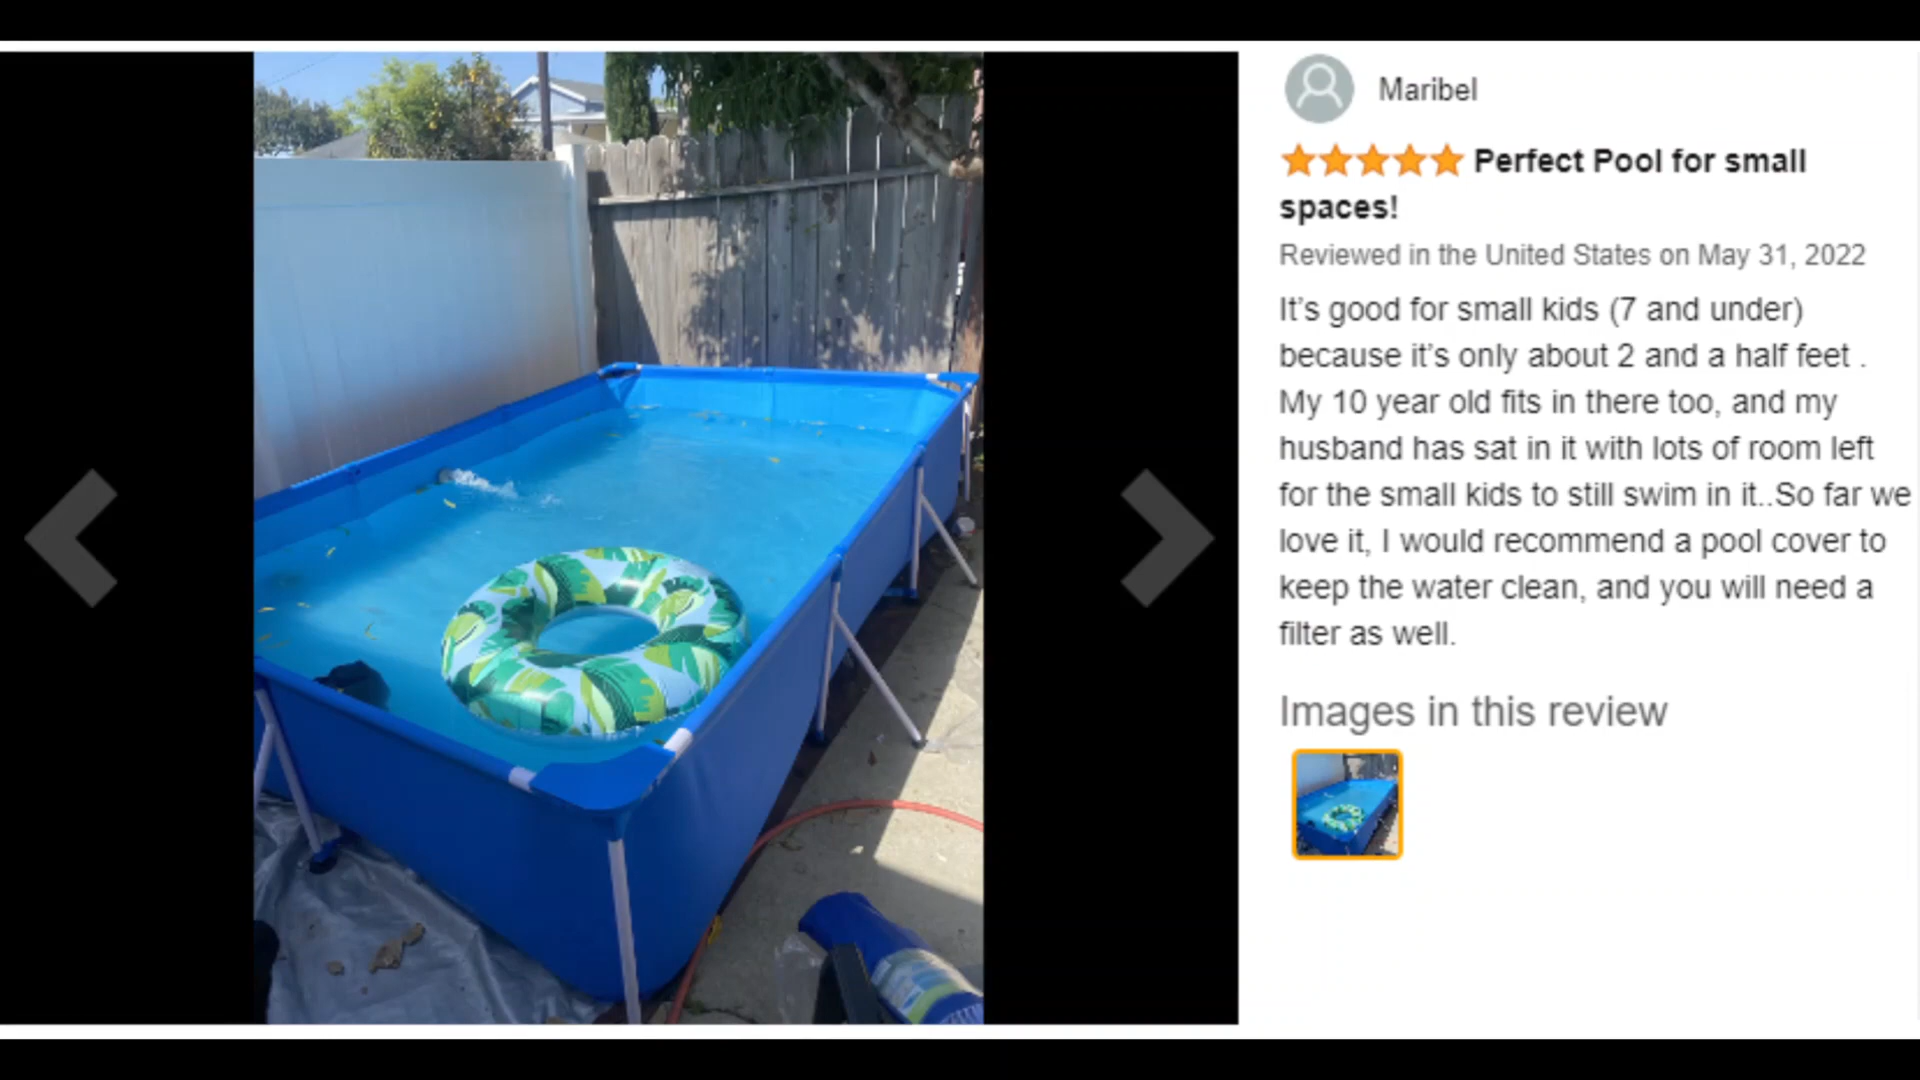 Maribel
Perfect Pool for small
spaces!
Reviewed in the United States on May 31, 2022
It’s good for small kids (7 and under)
because it’s only about 2 and a half feet .
My 10 year old fits in there too, and my
husband has sat in it with lots of room left
for the small kids to still swim in it..So far we
love it, I would recommend a pool cover to
keep the water clean, and you will need a
filter as well.
Images in this review